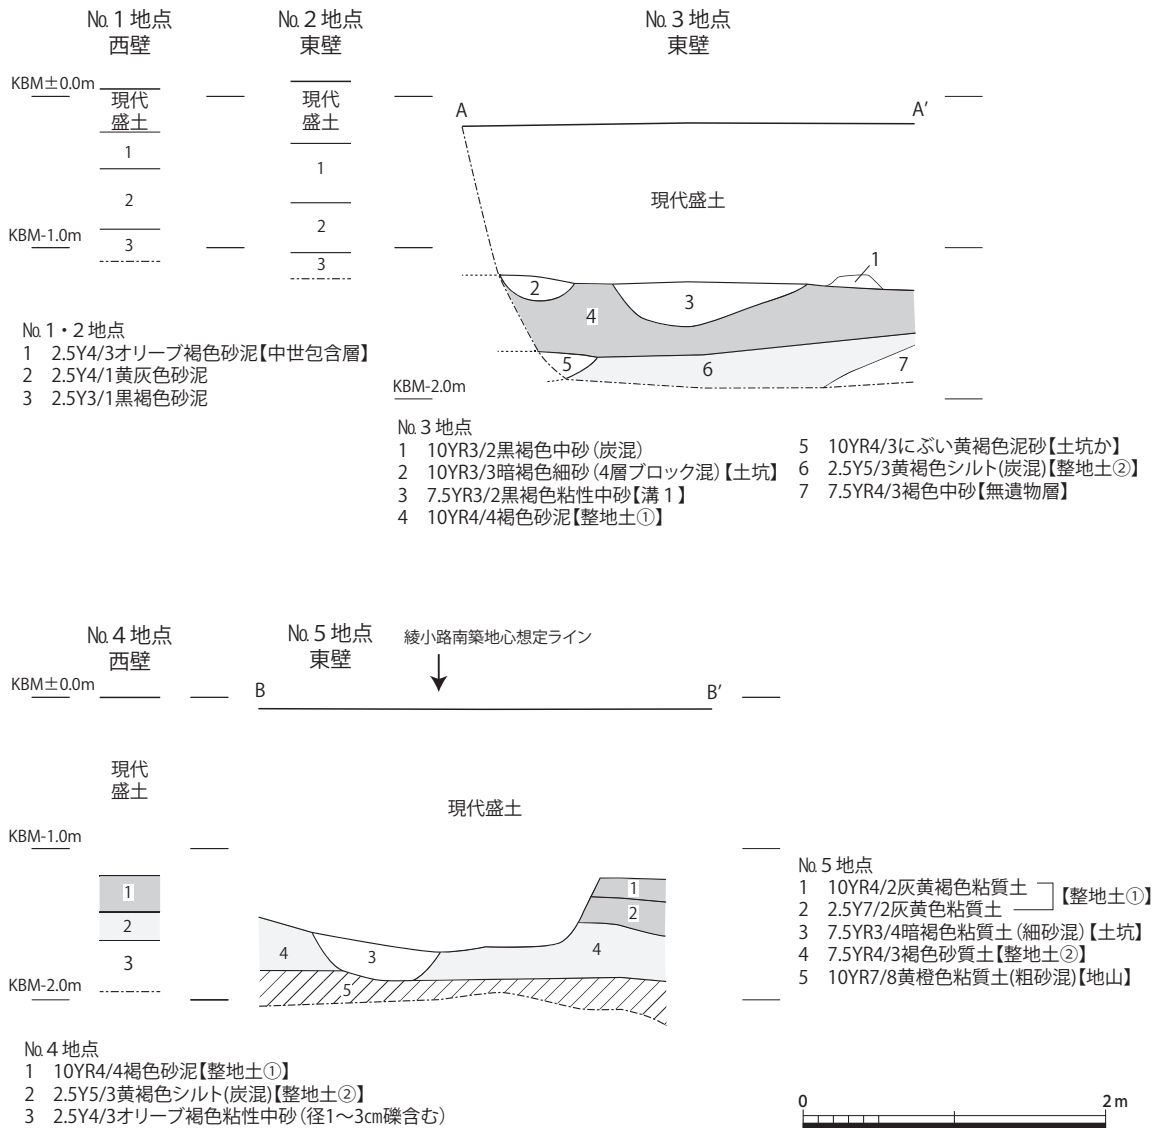 №1地点
西壁
№2地点
東壁
№3地点
東壁
KBM±0.0m
現代
盛土
1
2
3
KBM-1.0m
現代
盛土
1
2
3
A
A′
現代盛土
1
2
3
4
5
6
7
KBM-2.0m
№1・2地点
1 2.5Y4/3オリーブ褐色砂泥【中世包含層】
2 2.5Y4/1黄灰色砂泥
3 2.5Y3/1黒褐色砂泥
№3地点
1 10YR3/2黒褐色中砂(炭混)
2 10YR3/3暗褐色細砂(4層ブロック混)【土坑】
3 7.5YR3/2黒褐色粘性中砂【溝1】
4 10YR4/4褐色砂泥【整地土①】
5 10YR4/3にぶい黄褐色泥砂【土坑か】
6 2.5Y5/3黄褐色シルト(炭混)【整地土②】
7 7.5YR4/3褐色中砂【無遺物層】
№4地点
西壁
№5地点
東壁
綾小路南築地心想定ライン
KBM±0.0m
現代
盛土
KBM-1.0m
1
2
3
KBM-2.0m
B
B′
現代盛土
1
2
4
3
4
5
№5地点
1 10YR4/2灰黄褐色粘質土
2 2.5Y7/2灰黄色粘質土
【整地土①】
3 7.5YR3/4暗褐色粘質土(細砂混)【土坑】
4 7.5YR4/3褐色砂質土【整地土②】
5 10YR7/8黄橙色粘質土(粗砂混)【地山】
№4地点
1 10YR4/4褐色砂泥【整地土①】
2 2.5Y5/3黄褐色シルト(炭混)【整地土②】
3 2.5Y4/3オリーブ褐色粘性中砂(径1〜3㎝礫含む)
0 2m